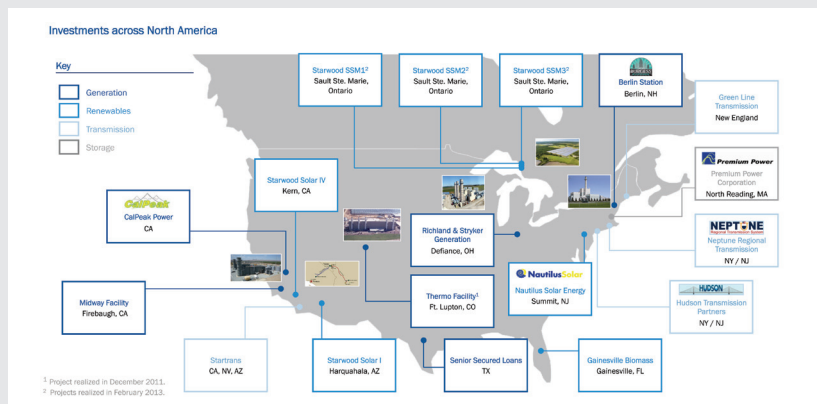 Investments across North America
Key
Generation
Renewables
Transmission
Storage
Starwood SSM1²
Sault Ste. Marie,
Ontario
Starwood SSM2²
Sault Ste. Marie,
Ontario
Starwood SSM3²
Sault Ste. Marie,
Ontario
Berlin Station
Berlin, NH
Green Line
Transmission
New England
Premium Power
Premium Power
Corporation
North Reading, MA
Starwood Solar IV
Kern, CA
CalPeak
CalPeak Power
CA
Richland & Stryker
Generation
Defiance, OH
NEPTUNE
Regional Transmission System
Neptune Regional
Transmission
NY / NJ
NautilusSolar
Nautilus Solar Energy
Summit, NJ
Midway Facility
Firebaugh, CA
Thermo Facility¹
Ft. Lupton, CO
HUDSON
Hudson Transmission
Partners
NY / NJ
Startrans
CA, NV, AZ
Starwood Solar I
Harquahala, AZ
Senior Secured Loans
TX
Gainesville Biomass
Gainesville, FL
¹ Project realized in December 2011.
² Projects realized in February 2013.